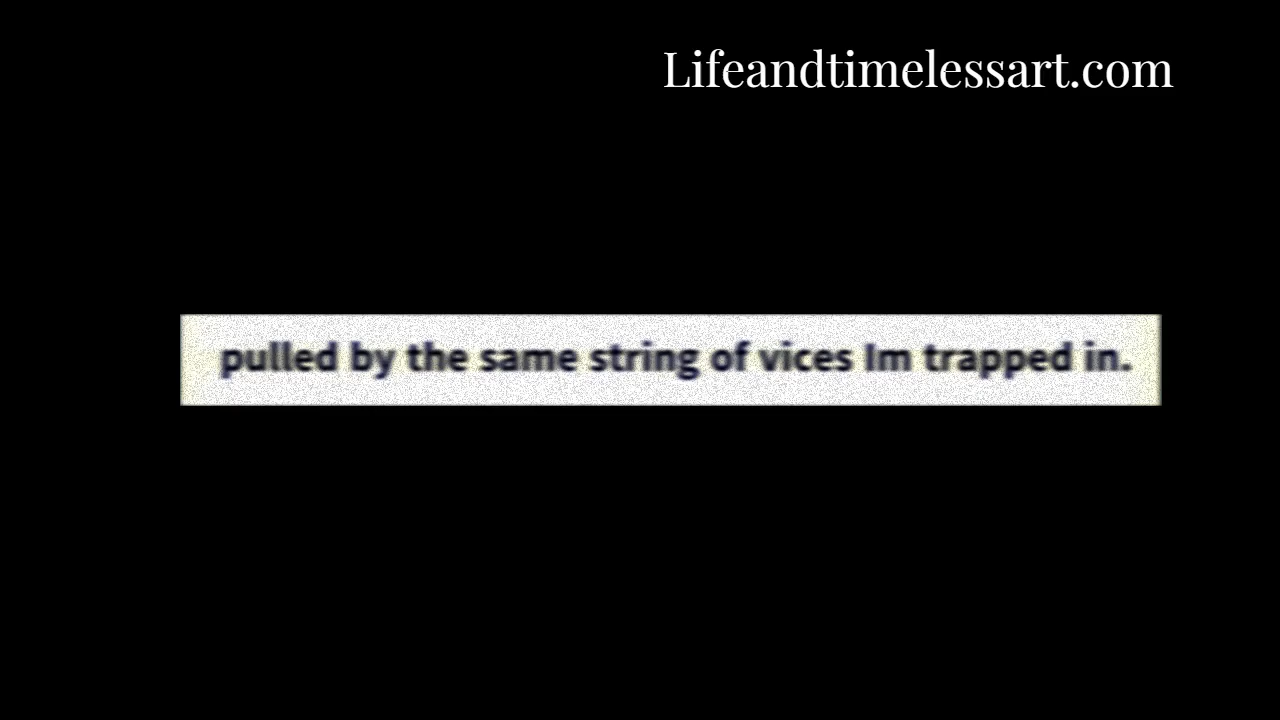 Lifeandtimelessart.com
pulled by the same string of vices Im trapped in.